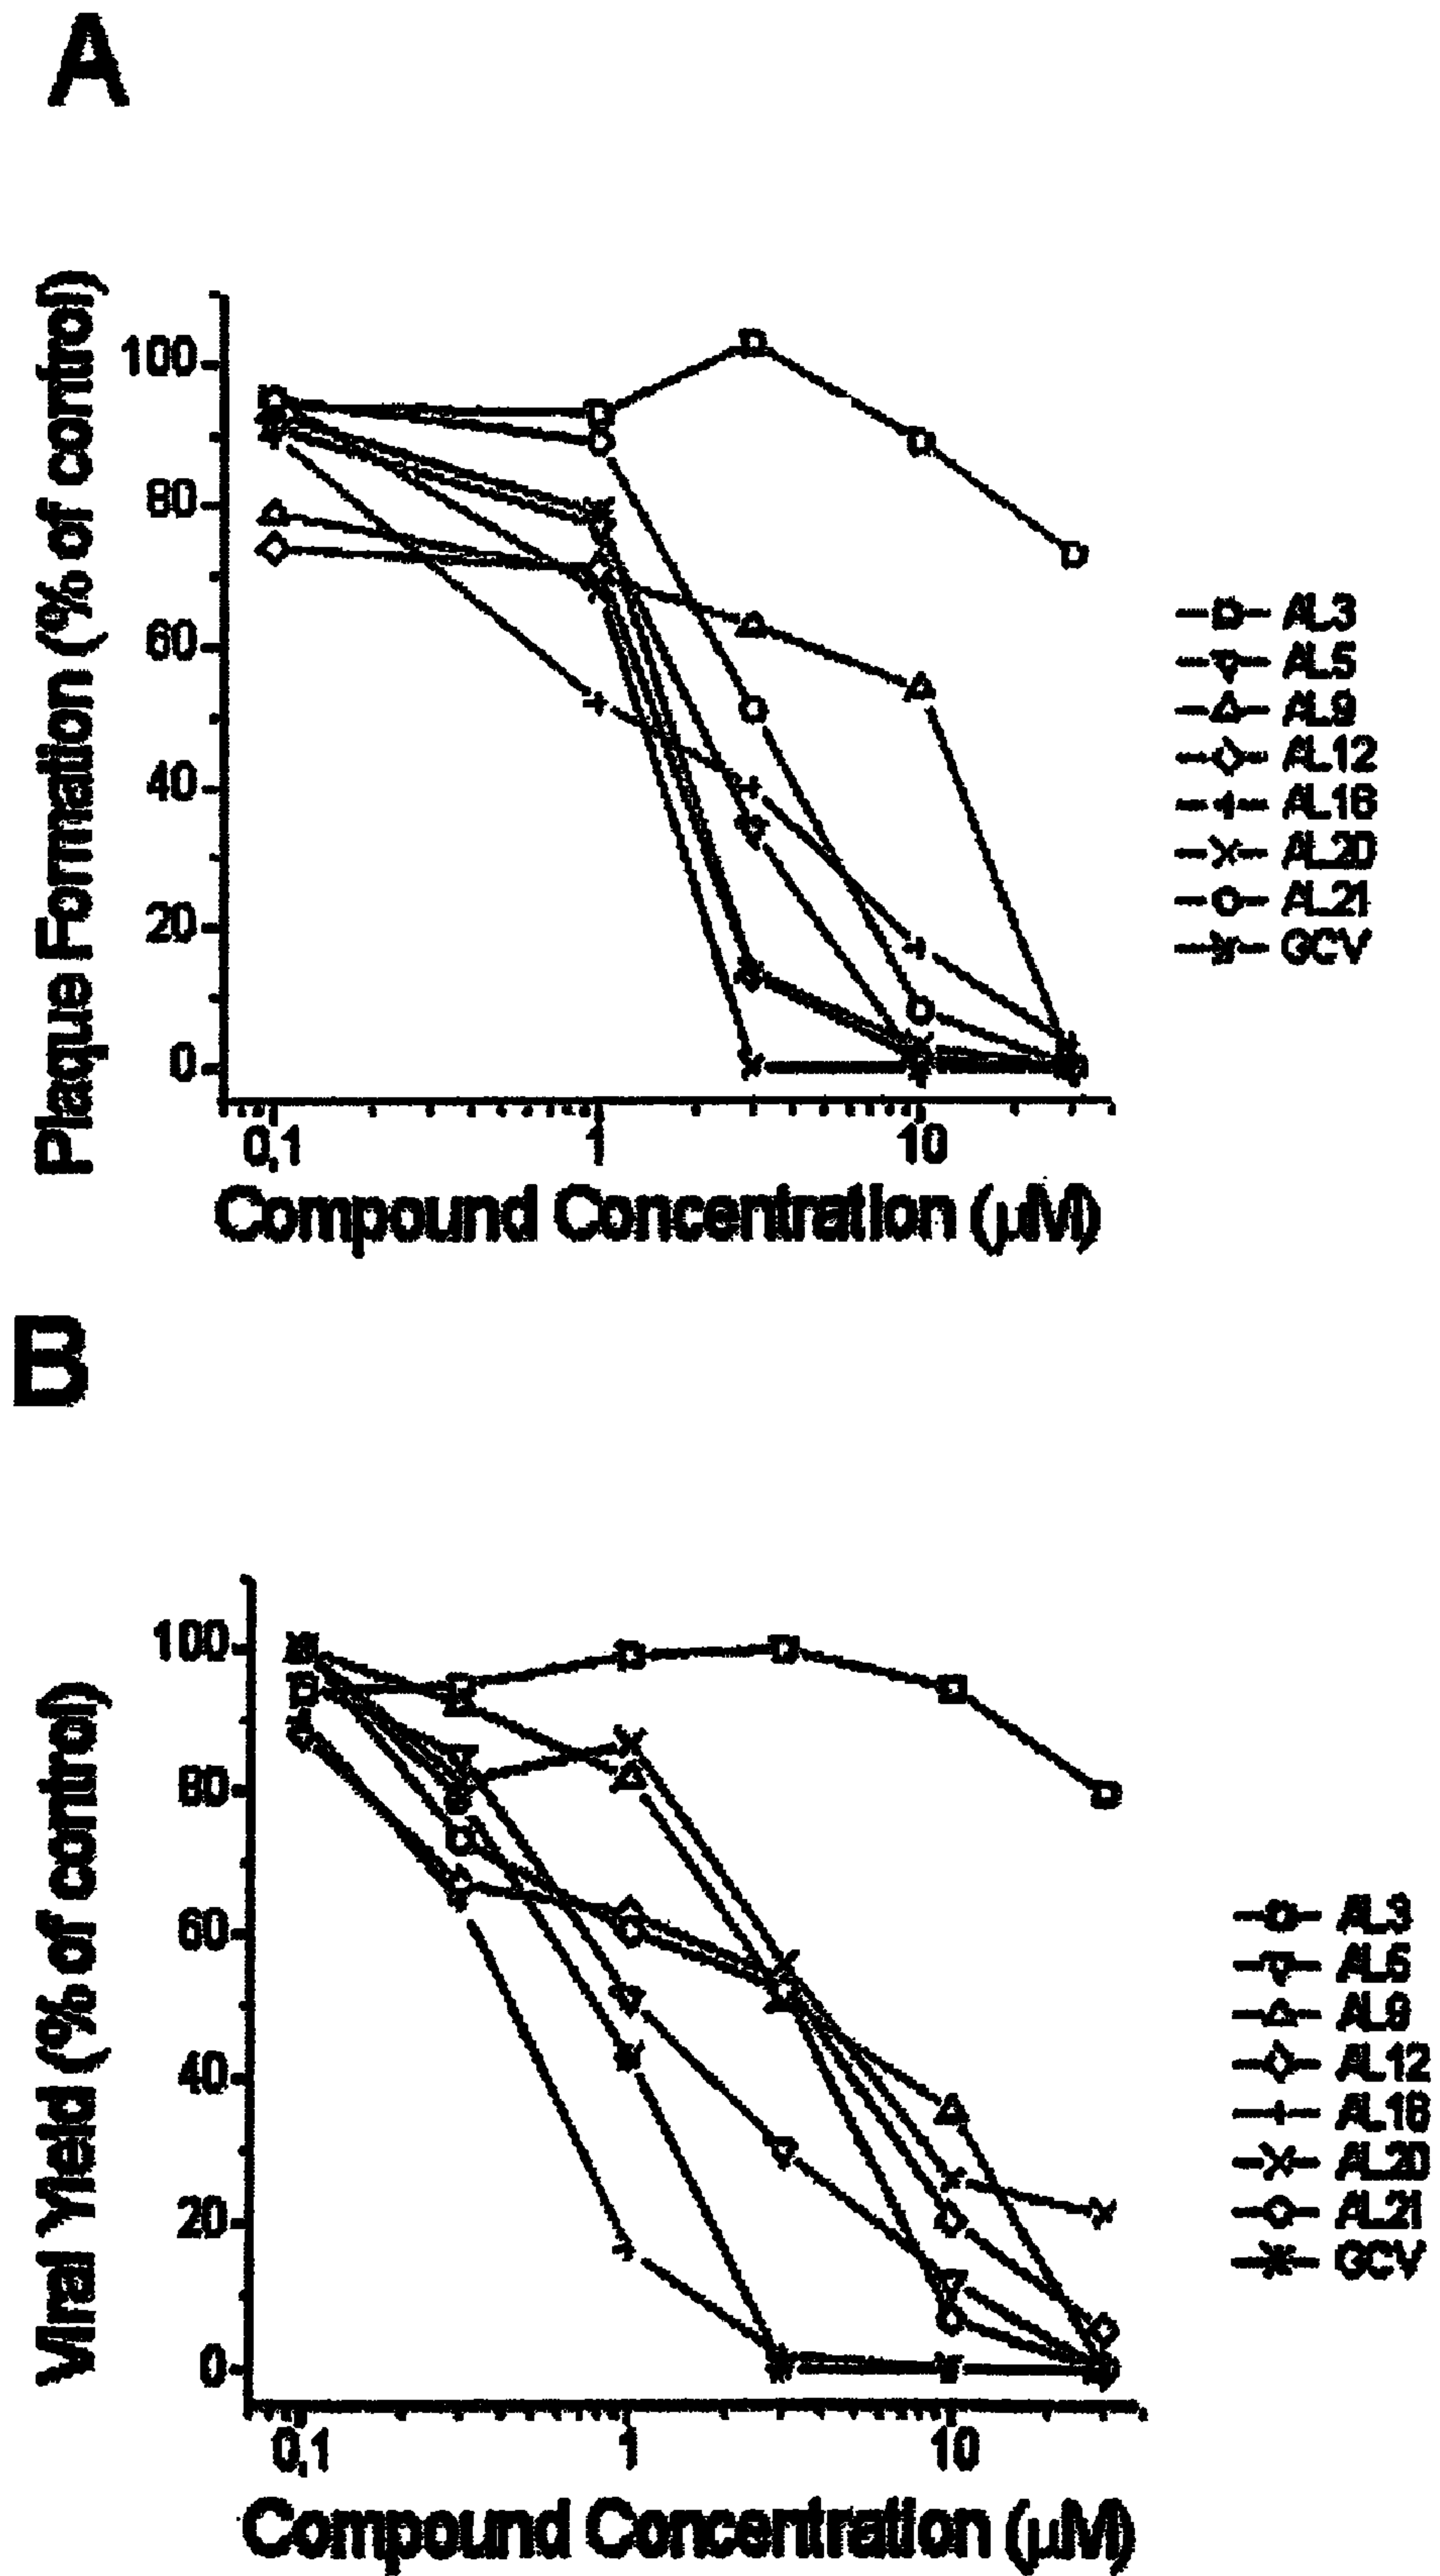 A
Plaque Formation (% of control)
100
80
60
40
20
0
0,1 1 10
Compound Concentration (µM)
AL3
AL5
AL9
AL12
AL16
AL20
AL21
GCV
B
Viral Yield (% of control)
100
80
60
40
20
0
0,1 1 10
Compound Concentration (µM)
AL3
AL5
AL9
AL12
AL16
AL20
AL21
GCV